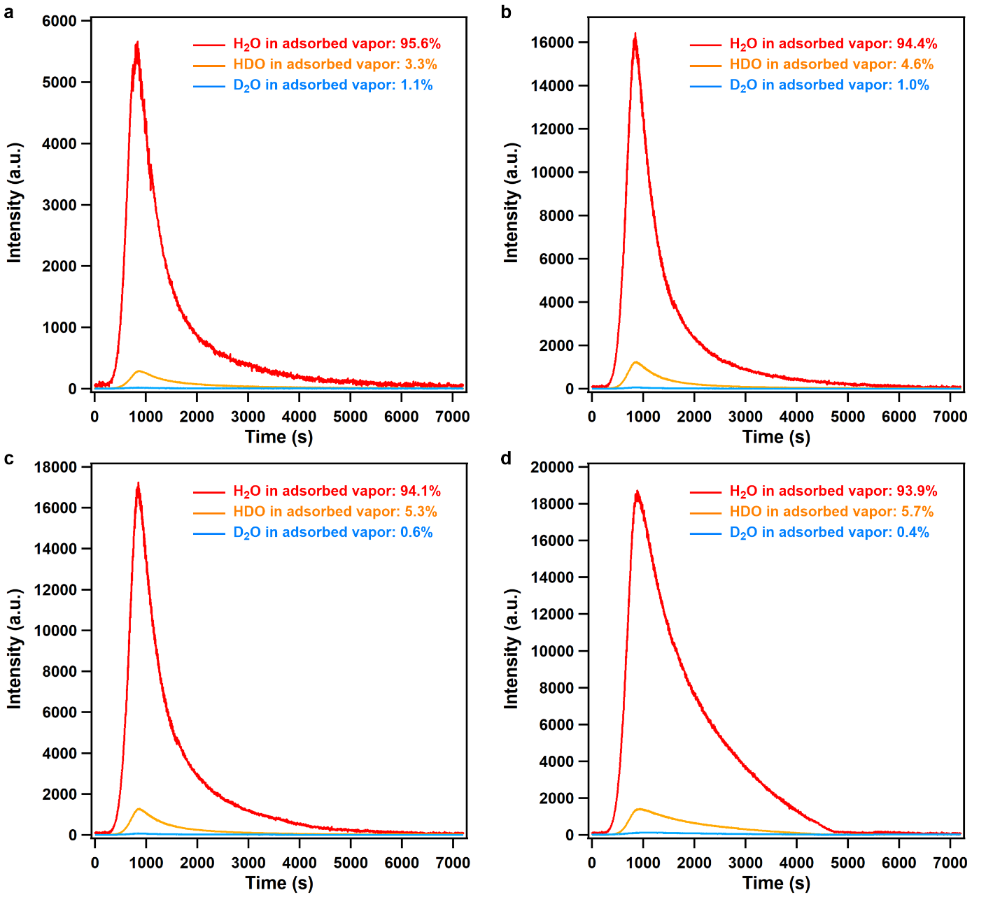 a
6000
5000
4000
3000
2000
1000
0
Intensity (a.u.)
H₂O in adsorbed vapor: 95.6%
HDO in adsorbed vapor: 3.3%
D₂O in adsorbed vapor: 1.1%
0 1000 2000 3000 4000 5000 6000 7000
Time (s)
b
16000
14000
12000
10000
8000
6000
4000
2000
0
Intensity (a.u.)
H₂O in adsorbed vapor: 94.4%
HDO in adsorbed vapor: 4.6%
D₂O in adsorbed vapor: 1.0%
0 1000 2000 3000 4000 5000 6000 7000
Time (s)
c
18000
16000
14000
12000
10000
8000
6000
4000
2000
0
Intensity (a.u.)
H₂O in adsorbed vapor: 94.1%
HDO in adsorbed vapor: 5.3%
D₂O in adsorbed vapor: 0.6%
0 1000 2000 3000 4000 5000 6000 7000
Time (s)
d
20000
18000
16000
14000
12000
10000
8000
6000
4000
2000
0
Intensity (a.u.)
H₂O in adsorbed vapor: 93.9%
HDO in adsorbed vapor: 5.7%
D₂O in adsorbed vapor: 0.4%
0 1000 2000 3000 4000 5000 6000 7000
Time (s)